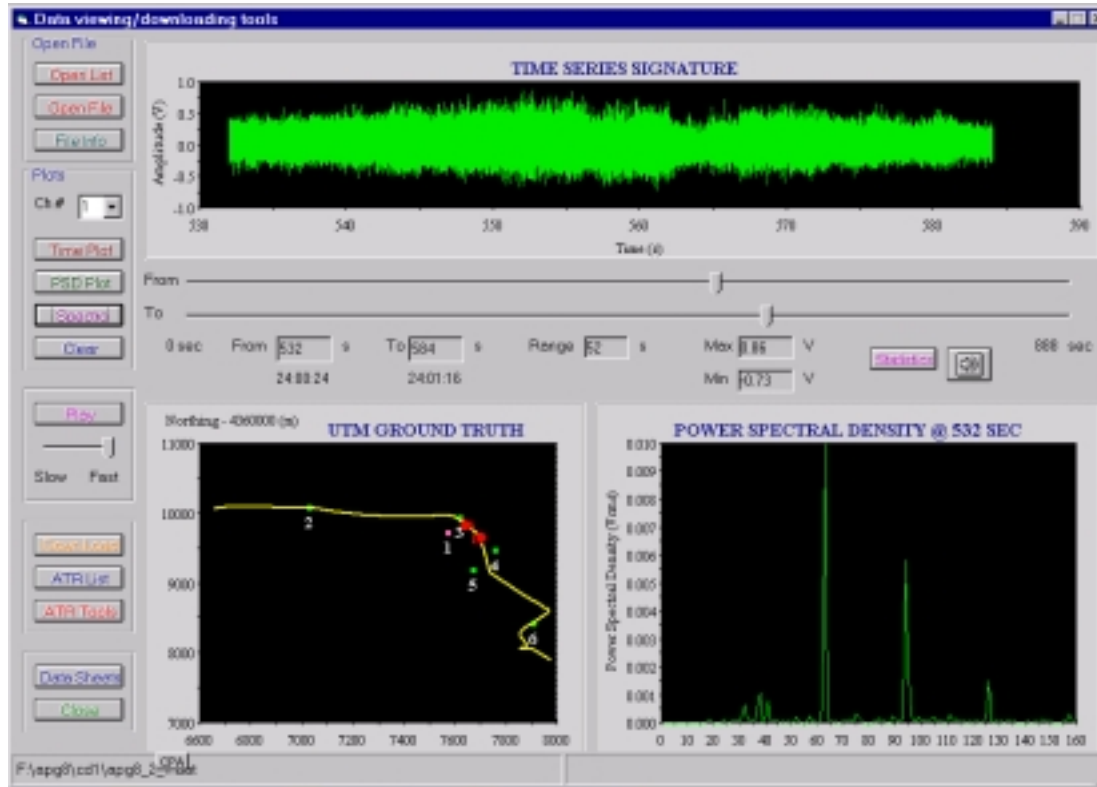 Data viewing/downloading tools
Open File
Open List
Open File
File Info
Plots
Ch # 1
Time Plot
PSD Plot
Clear
Play
Slow Fast
ATR List
ATR Tools
Data Sheets
Close
TIME SERIES SIGNATURE
Amplitude (V)
1.0
0.5
0.0
-0.5
-1.0
530 540 550 560 570 580 590
Time (s)
From
To
0 sec From 532 s To 584 s Range 52 s Max 0.86 V Statistics 888 sec
24:00:24 24:01:16 Min -0.73 V
Northing - 4360000 (m)
UTM GROUND TRUTH
11000
10000
9000
8000
7000
6600 6800 7000 7200 7400 7600 7800 8000
1
2
3
4
5
6
POWER SPECTRAL DENSITY @ 532 SEC
Power Spectral Density
0.010
0.009
0.008
0.007
0.006
0.005
0.004
0.003
0.002
0.001
0.000
0 10 20 30 40 50 60 70 80 90 100 110 120 130 140 150 160
CPA